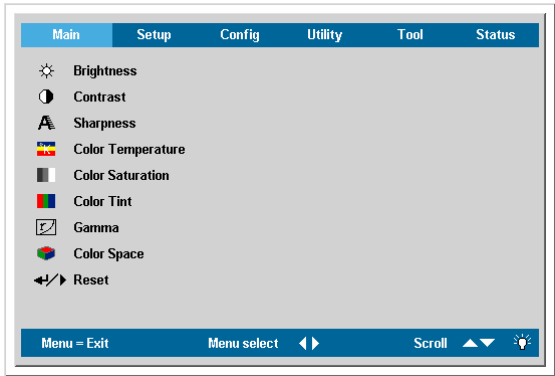 Main Setup Config Utility Tool Status
Brightness
Contrast
Sharpness
°K Color Temperature
Color Saturation
Color Tint
Gamma
Color Space
Reset
Menu = Exit Menu select Scroll